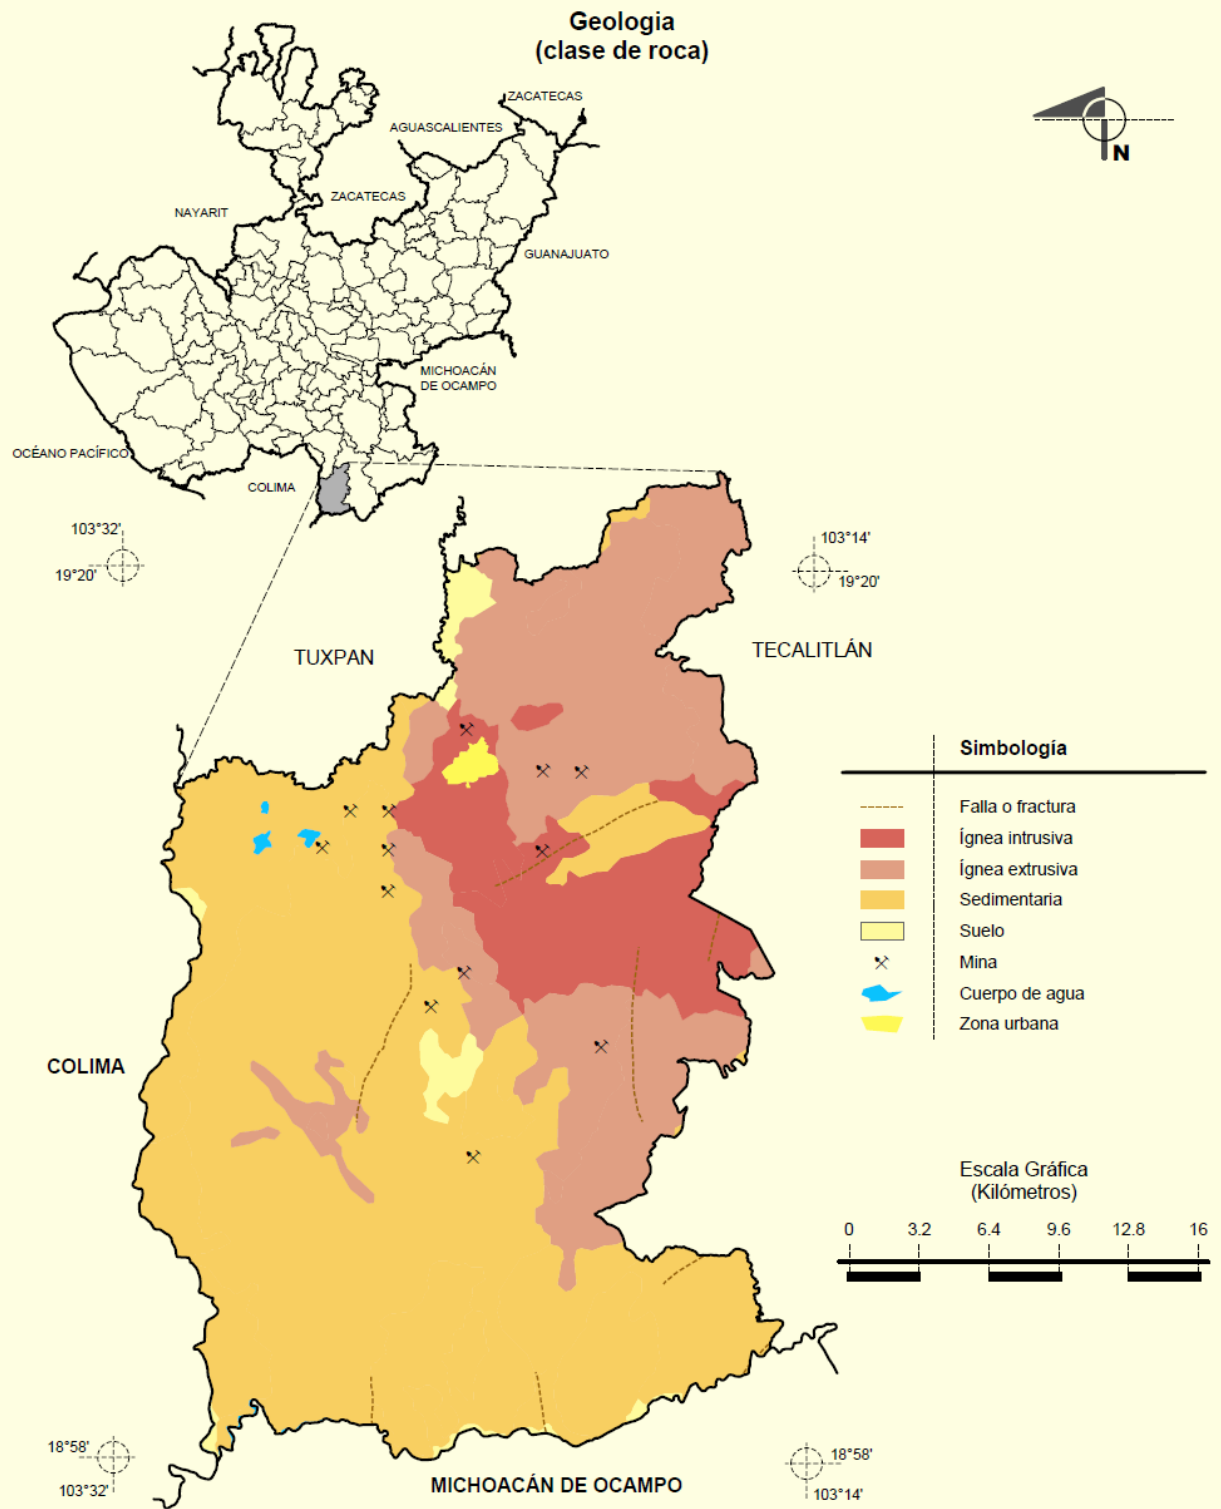 Geologia
(clase de roca)
ZACATECAS
AGUASCALIENTES
ZACATECAS
NAYARIT
GUANAJUATO
MICHOACÁN
DE OCAMPO
OCÉANO PACÍFICO
COLIMA
N
103°32'
19°20'
103°14'
19°20'
TUXPAN
TECALITLÁN
Simbología
Falla o fractura
Ígnea intrusiva
Ígnea extrusiva
Sedimentaria
Suelo
Mina
Cuerpo de agua
Zona urbana
COLIMA
Escala Gráfica
(Kilómetros)
0 3.2 6.4 9.6 12.8 16
18°58'
103°32'
MICHOACÁN DE OCAMPO
18°58'
103°14'